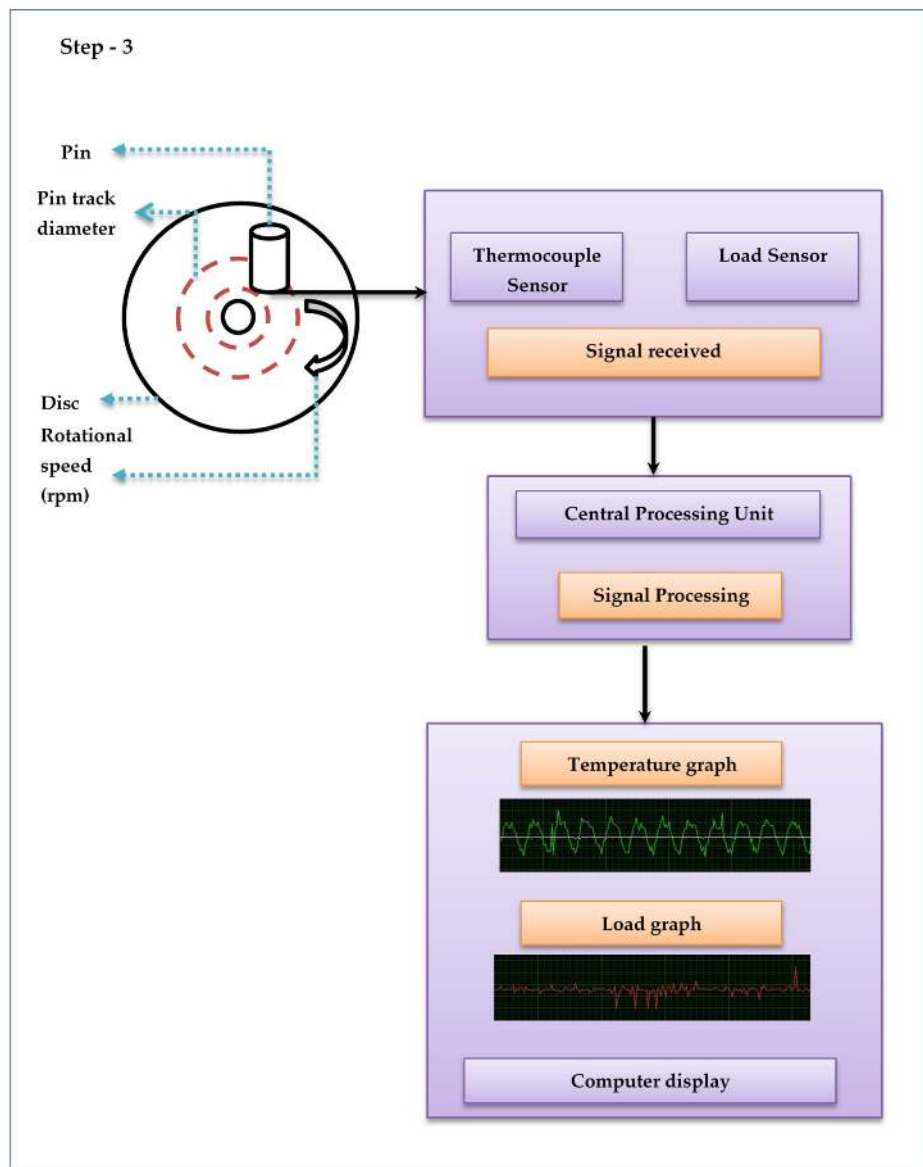 Step - 3
Pin
Pin track
diameter
Disc
Rotational
speed
(rpm)
Thermocouple
Sensor
Load Sensor
Signal received
Central Processing Unit
Signal Processing
Temperature graph
Load graph
Computer display